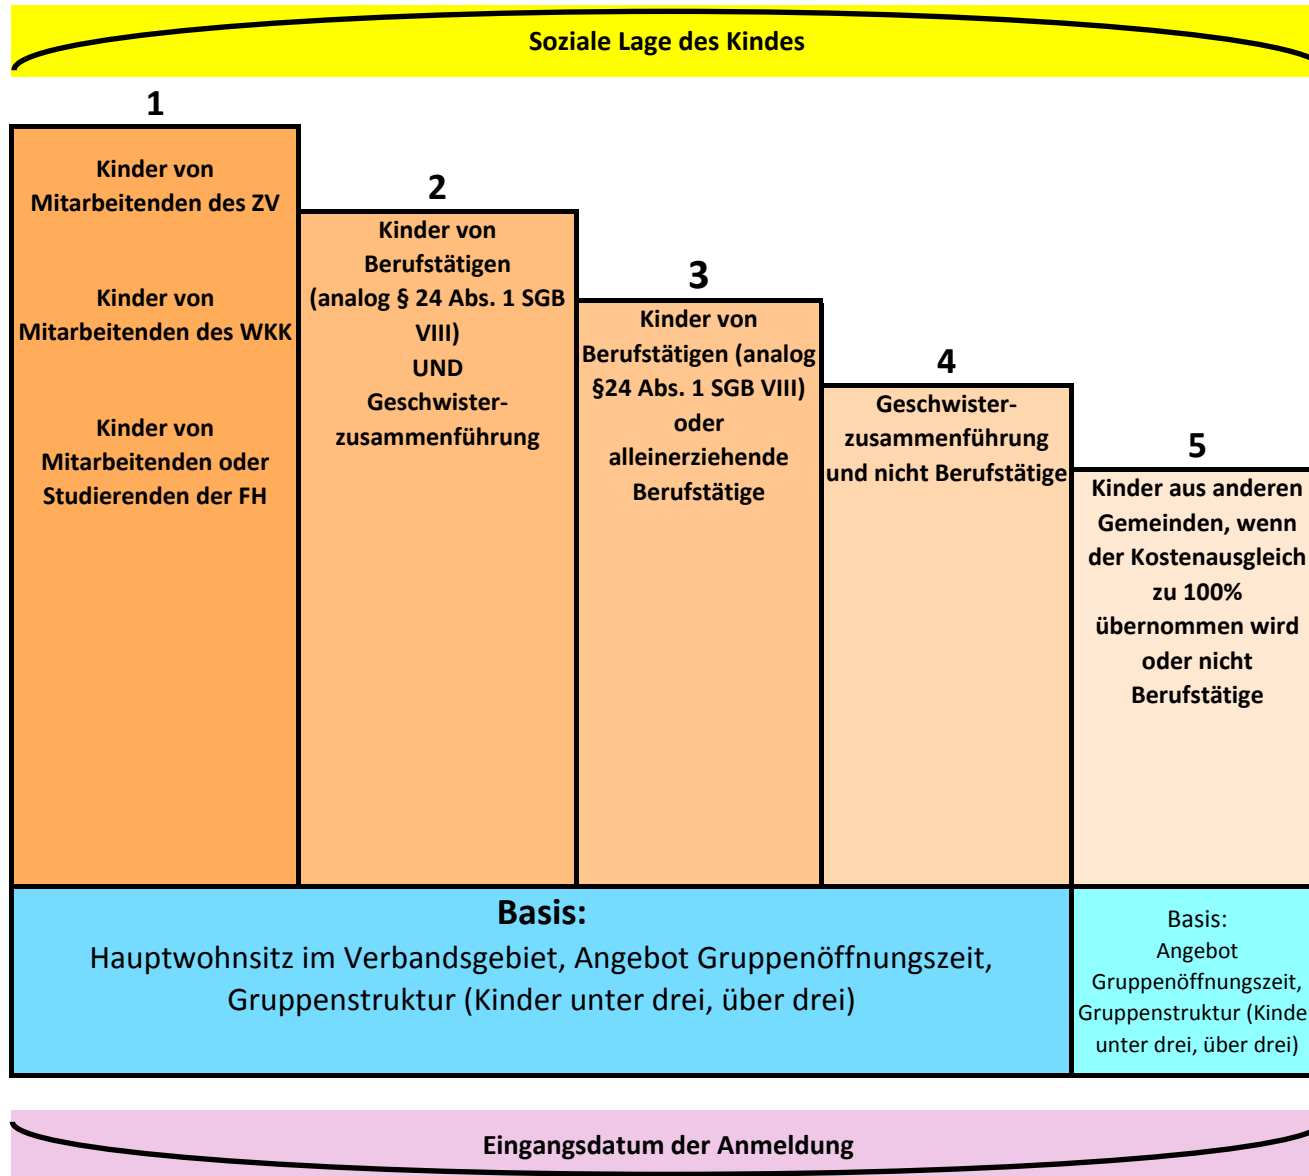 Soziale Lage des Kindes
1
Kinder von
Mitarbeitenden des ZV
Kinder von
Mitarbeitenden des WKK
Kinder von
Mitarbeitenden oder
Studierenden der FH
2
Kinder von
Berufstätigen
(analog § 24 Abs. 1 SGB
VIII)
UND
Geschwister-
zusammenführung
3
Kinder von
Berufstätigen (analog
§24 Abs. 1 SGB VIII)
oder
alleinerziehende
Berufstätige
4
Geschwister-
zusammenführung
und nicht Berufstätige
5
Kinder aus anderen
Gemeinden, wenn
der Kostenausgleich
zu 100%
übernommen wird
oder nicht
Berufstätige
Basis:
Hauptwohnsitz im Verbandsgebiet, Angebot Gruppenöffnungszeit,
Gruppenstruktur (Kinder unter drei, über drei)
Basis:
Angebot
Gruppenöffnungszeit,
Gruppenstruktur (Kinde
unter drei, über drei)
Eingangsdatum der Anmeldung